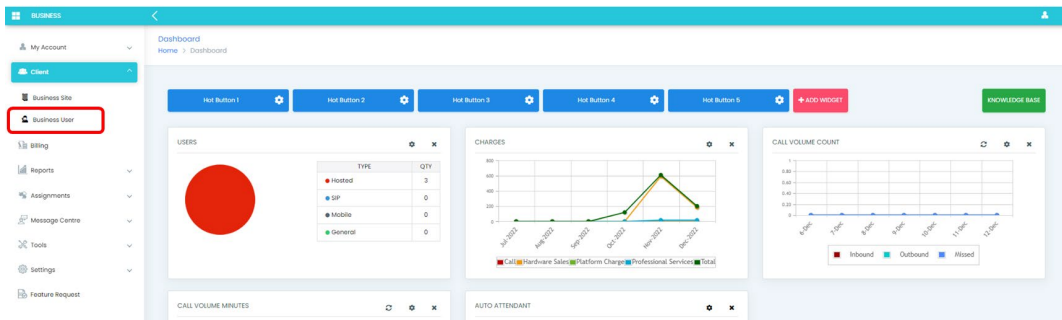 BUSINESS
My Account
Client
Business Site
Business User
Billing
Reports
Assignments
Message Centre
Tools
Settings
Feature Request
Dashboard
Home > Dashboard
Hot Button 1
Hot Button 2
Hot Button 3
Hot Button 4
Hot Button 5
+ADD WIDGET
KNOWLEDGE BASE
USERS
TYPE QTY
Hosted 3
SIP 0
Mobile 0
General 0
CHARGES
800
600
400
200
0
Jul-2022 Aug-2022 Sep-2022 Oct-2022 Nov-2022 Dec-2022
Call Hardware Sales Platform Charge Professional Services Total
CALL VOLUME COUNT
1
0.80
0.60
0.40
0.20
0
6-Dec 7-Dec 8-Dec 9-Dec 10-Dec 11-Dec 12-Dec
Inbound Outbound Missed
CALL VOLUME MINUTES
AUTO ATTENDANT